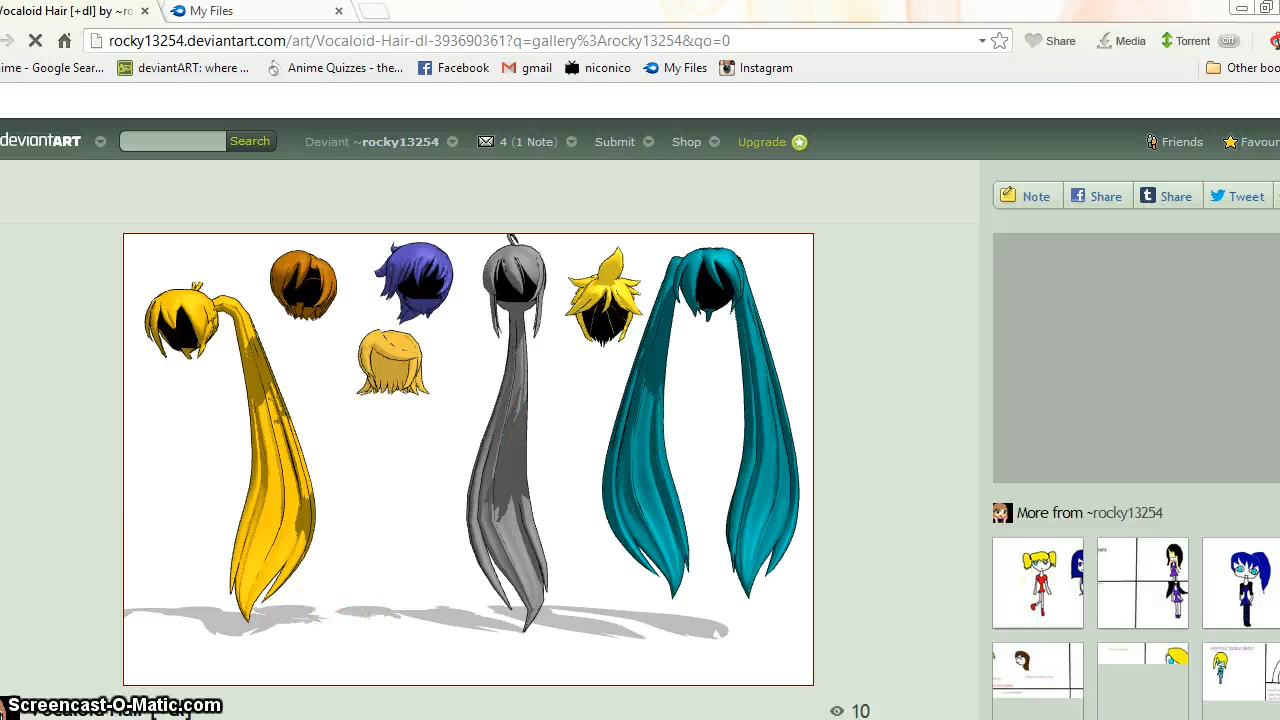 Vocaloid Hair [+dl] by ~ro
My Files
rocky13254.deviantart.com/art/Vocaloid-Hair-dl-393690361?q=gallery%3Arocky13254&qo=0
Share
Media
Torrent
off
nime - Google Sear...
deviantART: where ...
Anime Quizzes - the...
Facebook
gmail
niconico
My Files
Instagram
Other boo
deviantART
Search
Deviant ~rocky13254
4 (1 Note)
Submit
Shop
Upgrade
Friends
Favour
Note
Share
Share
Tweet
More from ~rocky13254
Screencast-O-Matic.com
10